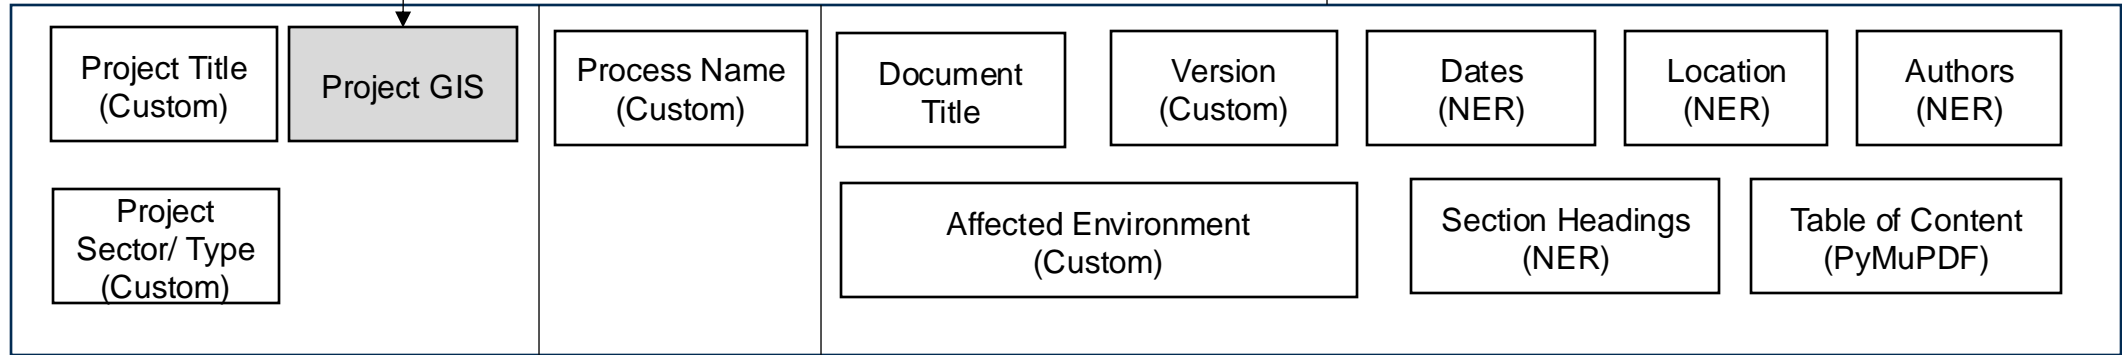 Project Title
(Custom)
Project GIS
Process Name
(Custom)
Document
Title
Version
(Custom)
Dates
(NER)
Location
(NER)
Authors
(NER)
Project
Sector/ Type
(Custom)
Affected Environment
(Custom)
Section Headings
(NER)
Table of Content
(PyMuPDF)